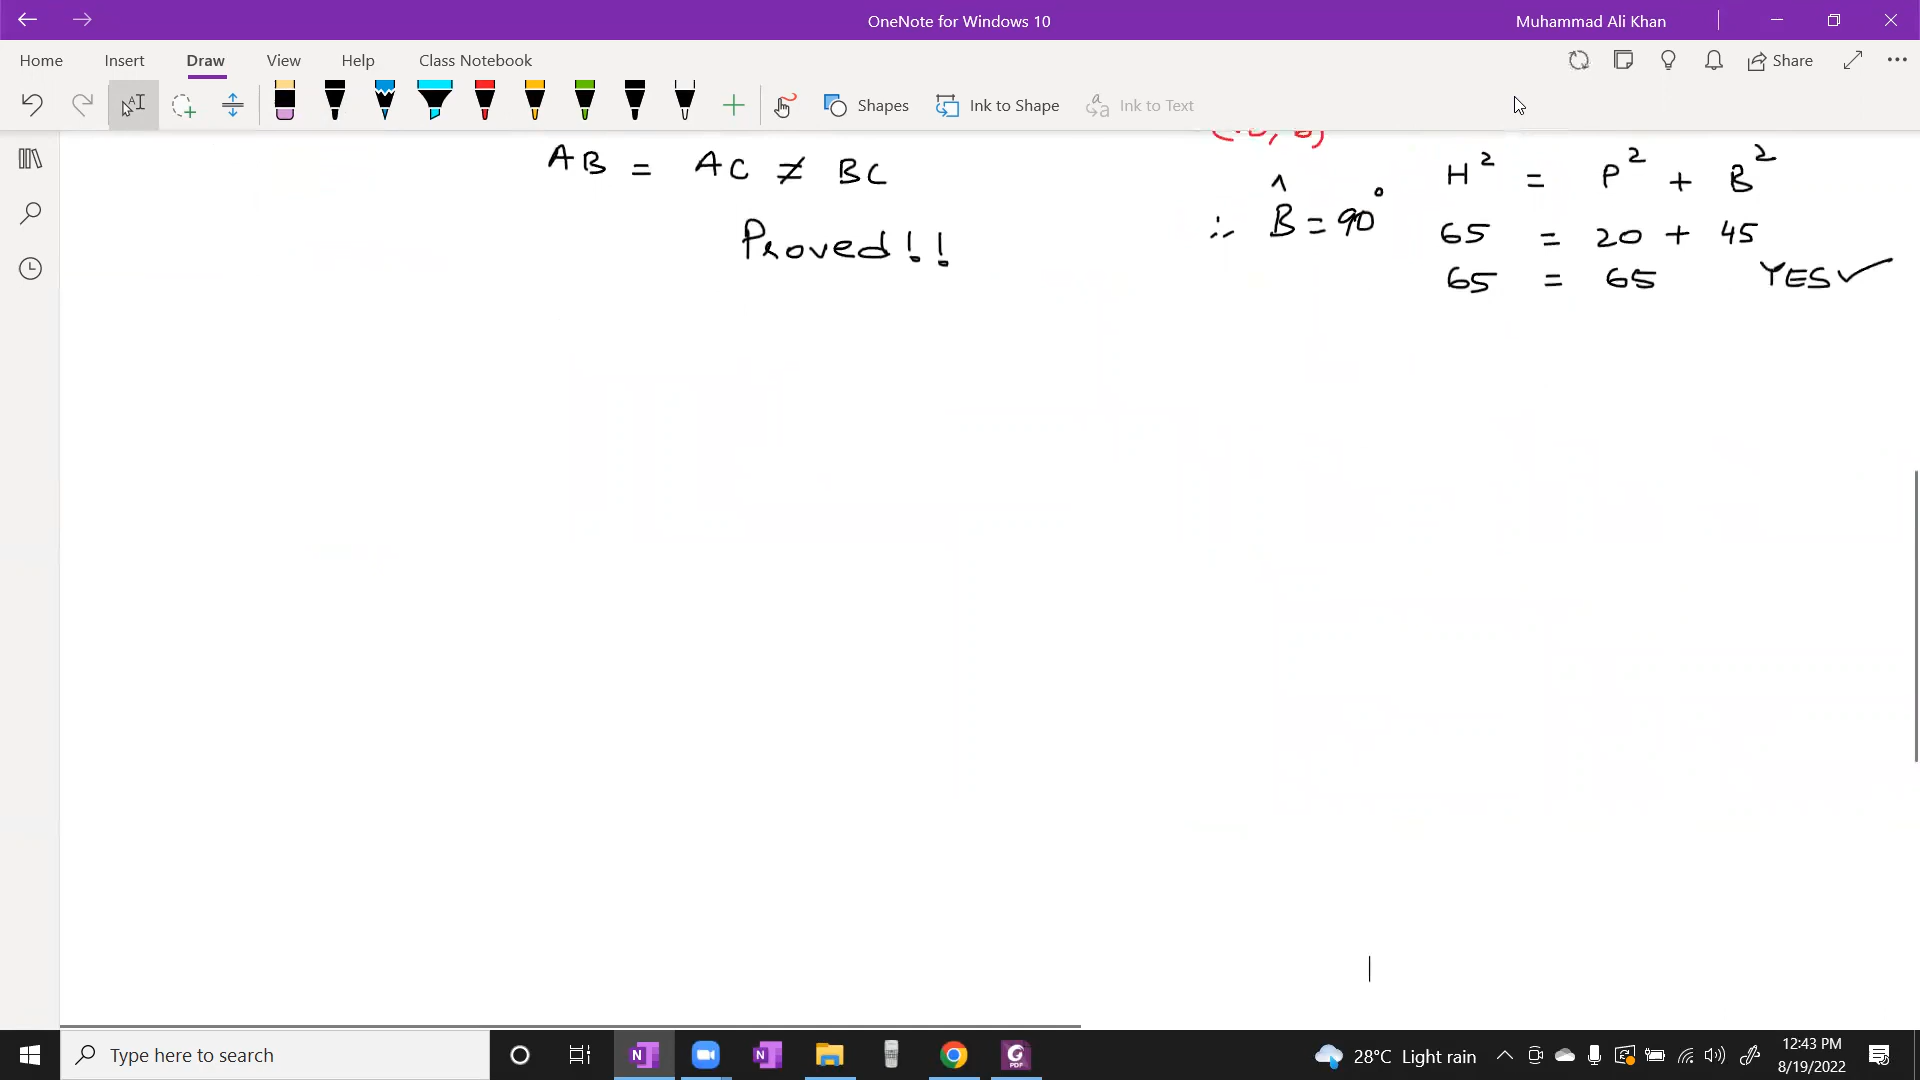 OneNote for Windows 10
Muhammad Ali Khan
Home Insert Draw View Help Class Notebook
Share
Shapes Ink to Shape Ink to Text
AB = AC ≠ BC
Proved!!
∴ B̂ = 90°
H² = P² + B²
65 = 20 + 45
65 = 65 YES✓
Type here to search
28°C Light rain
12:43 PM
8/19/2022